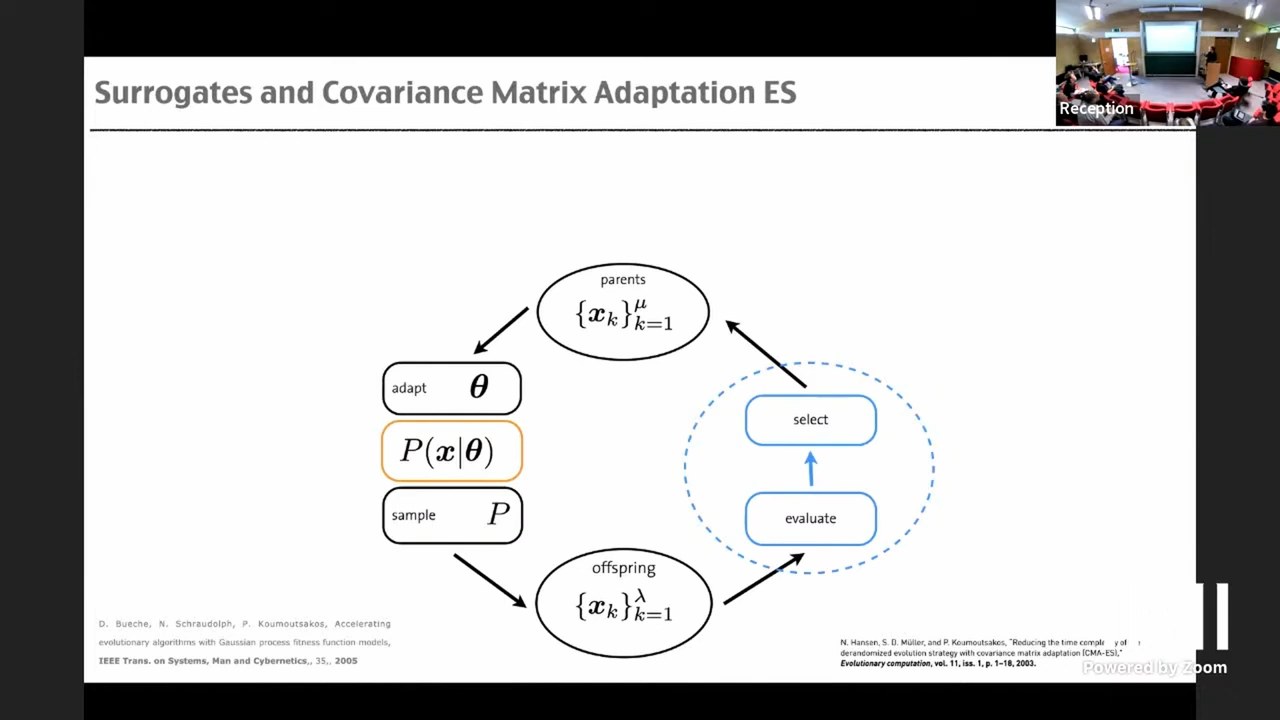 Surrogates and Covariance Matrix Adaptation ES
Reception
parents
{x_k}_{k=1}^μ
adapt θ
P(x|θ)
sample P
select
evaluate
offspring
{x_k}_{k=1}^λ
D. Bueche, N. Schraudolph, P. Koumoutsakos, Accelerating
evolutionary algorithms with Gaussian process fitness function models,
IEEE Trans. on Systems, Man and Cybernetics,, 35,, 2005
N. Hansen, S. D. Müller, and P. Koumoutsakos, "Reducing the time of
derandomized evolution strategy with covariance matrix adaptation (CMA-ES),"
Evolutionary computation, vol. 11, iss. 1, p. 1–18, 2003.
Powered by Zoom